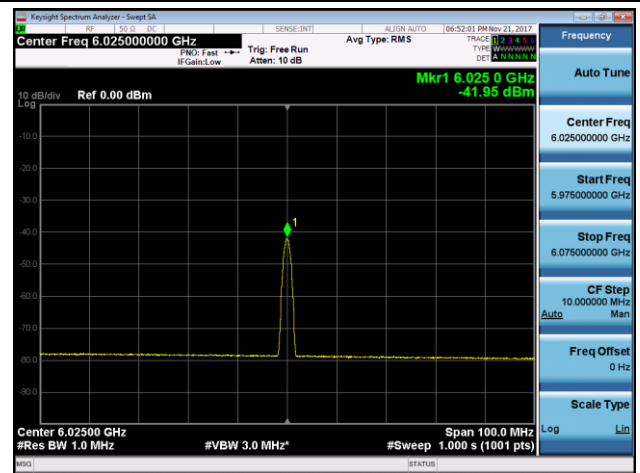 Keysight Spectrum Analyzer - Swept SA
RF 50 Ω DC SENSE:INT ALIGN AUTO 06:52:01 PM Nov 21, 2017
Center Freq 6.025000000 GHz
PNO: Fast
IFGain:Low
Trig: Free Run
Atten: 10 dB
Avg Type: RMS
TRACE 1 2 3 4 5 6
TYPE WWWWWW
DET A N N N N N
Mkr1 6.025 0 GHz
-41.95 dBm
10 dB/div Ref 0.00 dBm
Log
-10.0
-20.0
-30.0
-40.0
1
-50.0
-60.0
-70.0
-80.0
-90.0
Center 6.02500 GHz Span 100.0 MHz
#Res BW 1.0 MHz #VBW 3.0 MHz* #Sweep 1.000 s (1001 pts)
MSG STATUS
Frequency
Auto Tune
Center Freq
6.025000000 GHz
Start Freq
5.975000000 GHz
Stop Freq
6.075000000 GHz
CF Step
10.000000 MHz
Auto Man
Freq Offset
0 Hz
Scale Type
Log Lin